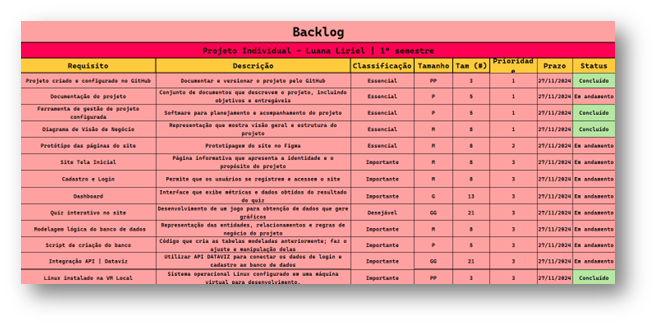 Backlog
Projeto Individual - Luana Liriel | 1º semestre
Requisito Descrição Classificação Tamanho Tam (#) Prioridade Prazo Status
Projeto criado e configurado no GitHub Documentar e versionar o projeto pelo GitHub Essencial PP 3 1 27/11/2024 Concluído
Documentação do projeto Conjunto de documentos que descrevem o projeto, incluindo objetivos e entregáveis Essencial P 5 1 27/11/2024 Em andamento
Ferramenta de gestão de projeto configurada Software para planejamento e acompanhamento do projeto Essencial P 5 1 27/11/2024 Concluído
Diagrama de Visão de Negócio Representação que mostra visão geral e estrutura do projeto Essencial M 8 1 27/11/2024 Concluído
Protótipo das páginas do site Prototipagem do site no Figma Essencial M 8 2 27/11/2024 Em andamento
Site Tela Inicial Página informativa que apresenta a identidade e o propósito do projeto Importante M 8 3 27/11/2024 Em andamento
Cadastro e Login Permite que os usuários se registrem e acessem o site Importante M 8 3 27/11/2024 Em andamento
Dashboard Interface que exibe métricas e dados obtidos do resultado do quiz Importante G 13 3 27/11/2024 Em andamento
Quiz interativo no site Desenvolvimento de um jogo para obtenção de dados que gere gráficos Desejável GG 21 3 27/11/2024 Em andamento
Modelagem lógica do banco de dados Representação das entidades, relacionamentos e regras de negócio do projeto Importante M 8 3 27/11/2024 Em andamento
Script de criação do banco Código que cria as tabelas modeladas anteriormente; faz o ajuste e manipulação delas Importante P 5 3 27/11/2024 Em andamento
Integração API | Dataviz Utilizar API DATAVIZ para conectar os dados de login e cadastro ao banco de dados Importante GG 21 3 27/11/2024 Em andamento
Linux instalado na VM Local Sistema operacional Linux configurado em uma máquina virtual para desenvolvimento. Importante PP 3 3 27/11/2024 Concluído